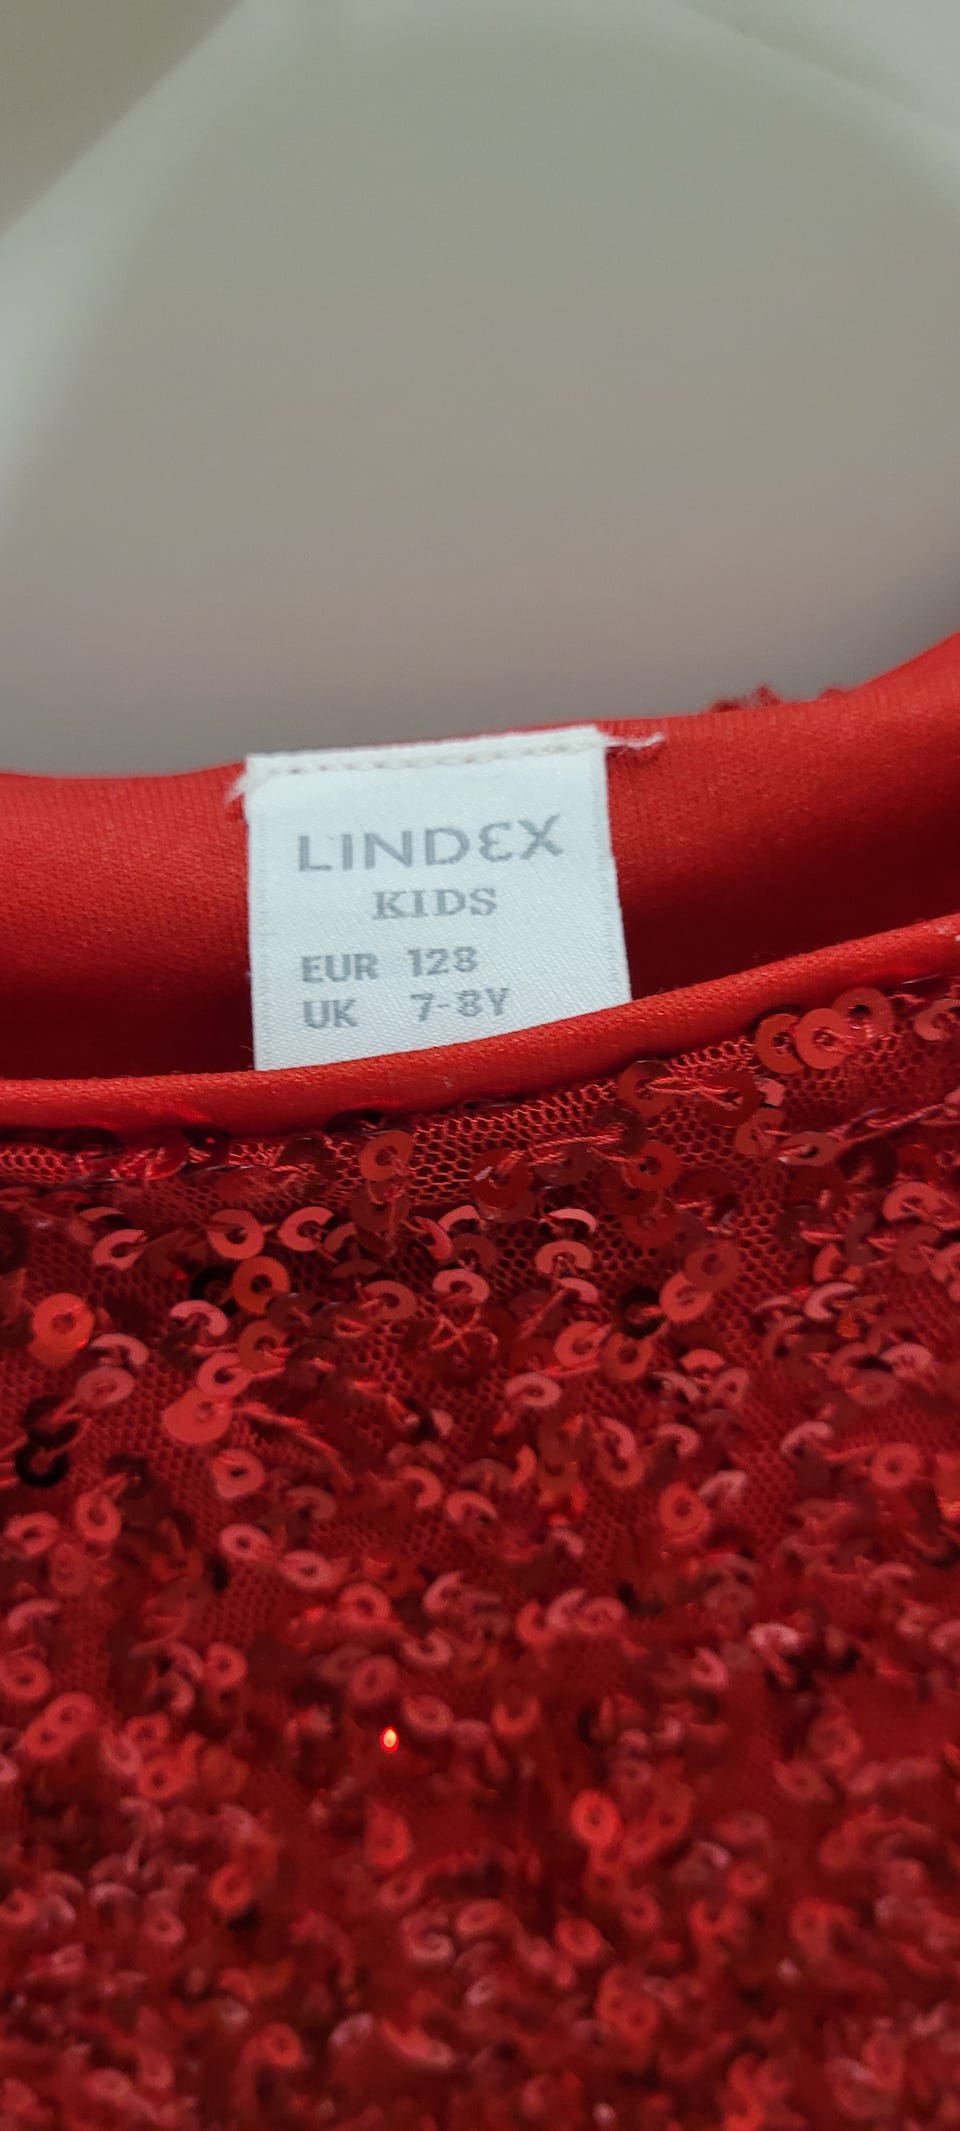 LINDEX
KIDS
EUR 128
UK 7-8Y